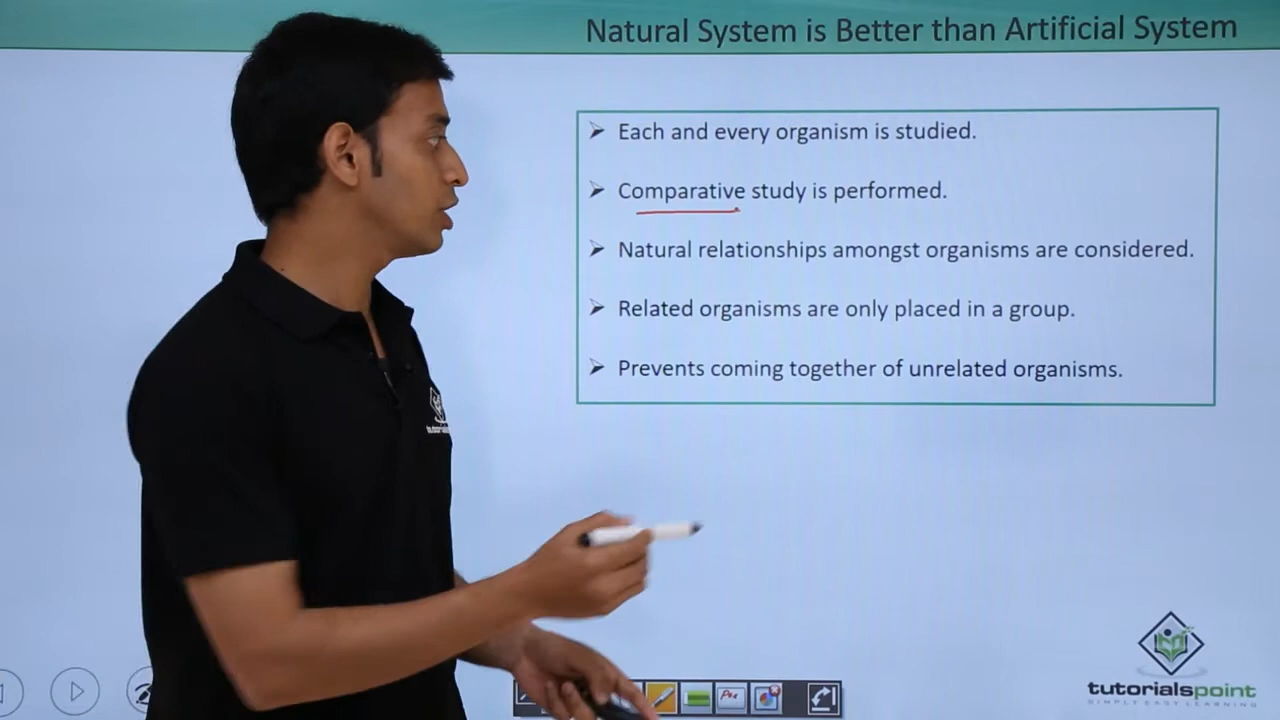 Natural System is Better than Artificial System
Each and every organism is studied.
Comparative study is performed.
Natural relationships amongst organisms are considered.
Related organisms are only placed in a group.
Prevents coming together of unrelated organisms.
tutorialspoint
SIMPLY EASY LEARNING